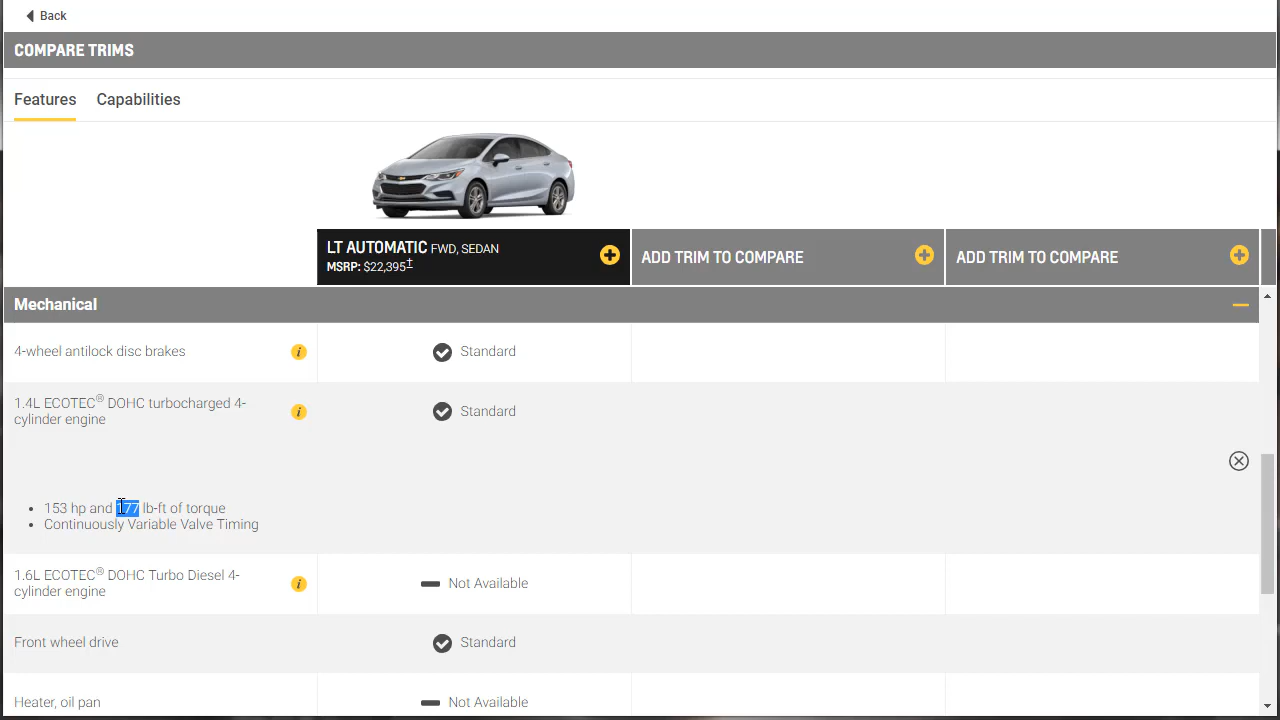 Back
COMPARE TRIMS
Features Capabilities
LT AUTOMATIC FWD, SEDAN
MSRP: $22,395†
ADD TRIM TO COMPARE
ADD TRIM TO COMPARE
Mechanical
4-wheel antilock disc brakes i Standard
1.4L ECOTEC® DOHC turbocharged 4-
cylinder engine
i Standard
• 153 hp and 177 lb-ft of torque
• Continuously Variable Valve Timing
1.6L ECOTEC® DOHC Turbo Diesel 4-
cylinder engine
i Not Available
Front wheel drive Standard
Heater, oil pan Not Available